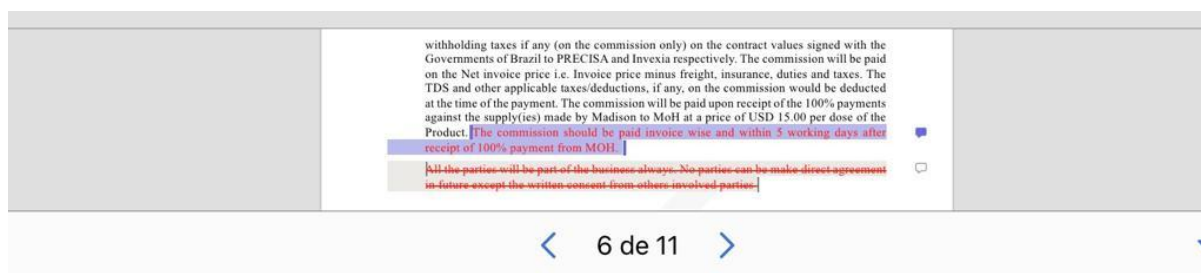 withholding taxes if any (on the commission only) on the contract values signed with the
Governments of Brazil to PRECISA and Invexia respectively. The commission will be paid
on the Net invoice price i.e. Invoice price minus freight, insurance, duties and taxes. The
TDS and other applicable taxes/deductions, if any, on the commission would be deducted
at the time of the payment. The commission will be paid upon receipt of the 100% payments
against the supply(ies) made by Madison to MoH at a price of USD 15.00 per dose of the
Product. The commission should be paid invoice wise and within 5 working days after
receipt of 100% payment from MOH.
All the parties will be part of the business always. No parties can be make direct agreement
in future except the written consent from others involved parties.
6 de 11